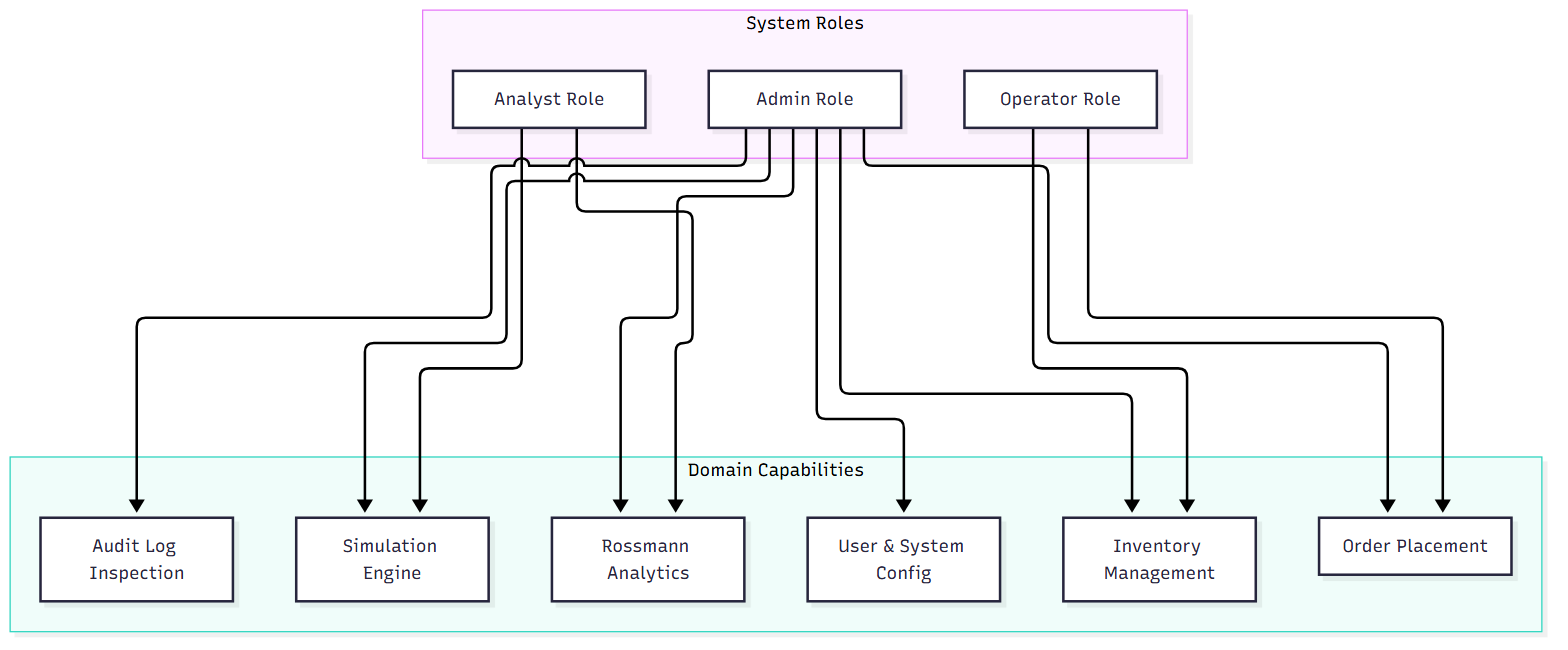 System Roles
Analyst Role
Admin Role
Operator Role
Domain Capabilities
Audit Log
Inspection
Simulation
Engine
Rossmann
Analytics
User & System
Config
Inventory
Management
Order Placement